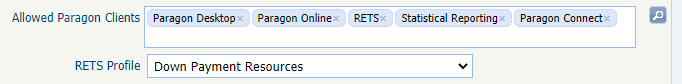 Allowed Paragon Clients Paragon Desktop× Paragon Online× RETS× Statistical Reporting× Paragon Connect×
RETS Profile Down Payment Resources